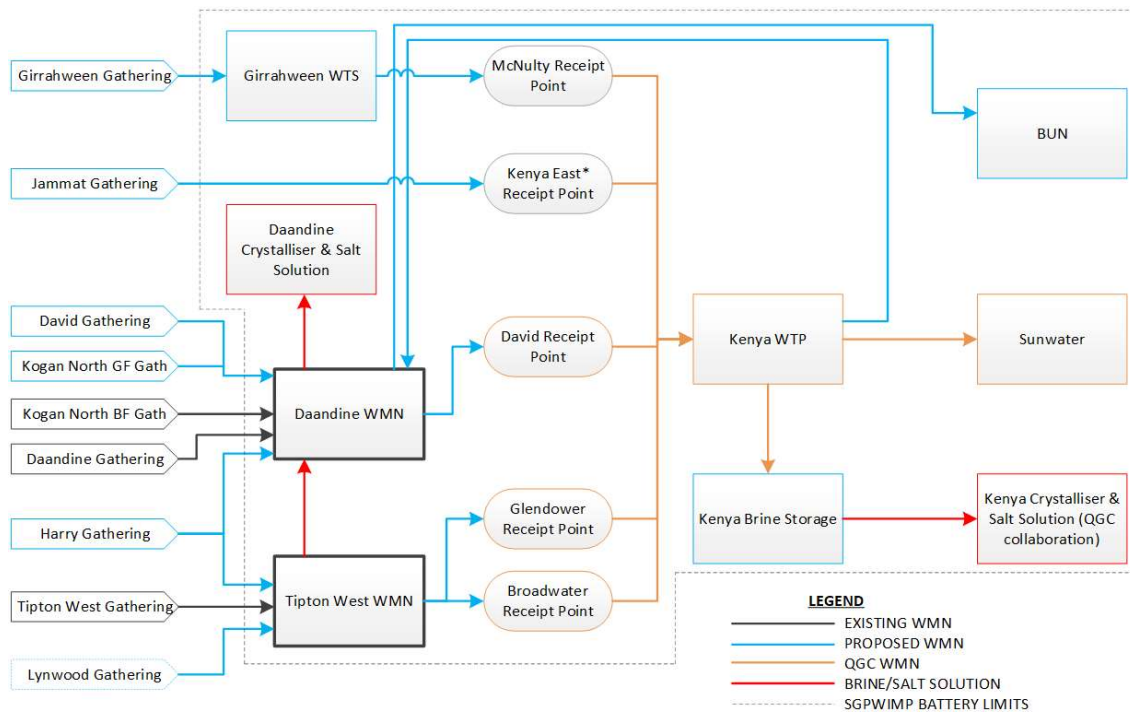 Girrahween Gathering
Girrahween WTS
McNulty Receipt
Point
BUN
Jammat Gathering
Kenya East*
Receipt Point
Daandine
Crystalliser & Salt
Solution
David Gathering
Kogan North GF Gath
Kogan North BF Gath
Daandine Gathering
Daandine WMN
David Receipt
Point
Kenya WTP
Sunwater
Harry Gathering
Glendower
Receipt Point
Kenya Brine Storage
Kenya Crystalliser &
Salt Solution (QGC
collaboration)
Tipton West Gathering
Tipton West WMN
Broadwater
Receipt Point
Lynwood Gathering
LEGEND
EXISTING WMN
PROPOSED WMN
QGC WMN
BRINE/SALT SOLUTION
SGPWIMP BATTERY LIMITS